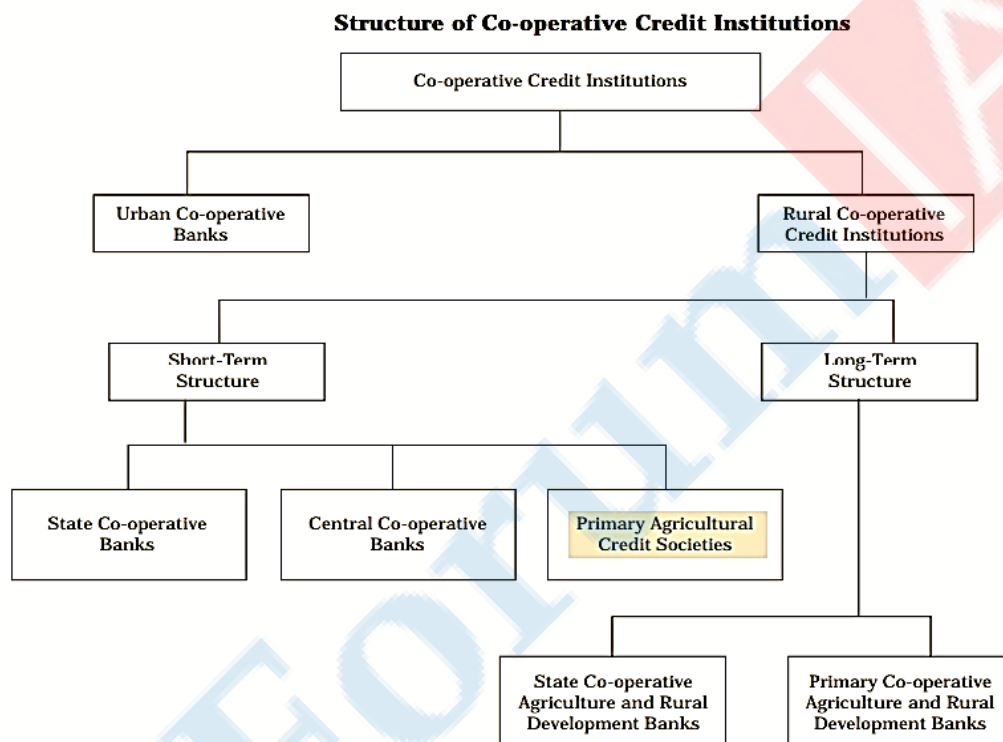 Structure of Co-operative Credit Institutions
Co-operative Credit Institutions
Urban Co-operative
Banks
Rural Co-operative
Credit Institutions
Short-Term
Structure
Long-Term
Structure
State Co-operative
Banks
Central Co-operative
Banks
Primary Agricultural
Credit Societies
State Co-operative
Agriculture and Rural
Development Banks
Primary Co-operative
Agriculture and Rural
Development Banks
Forum
IA